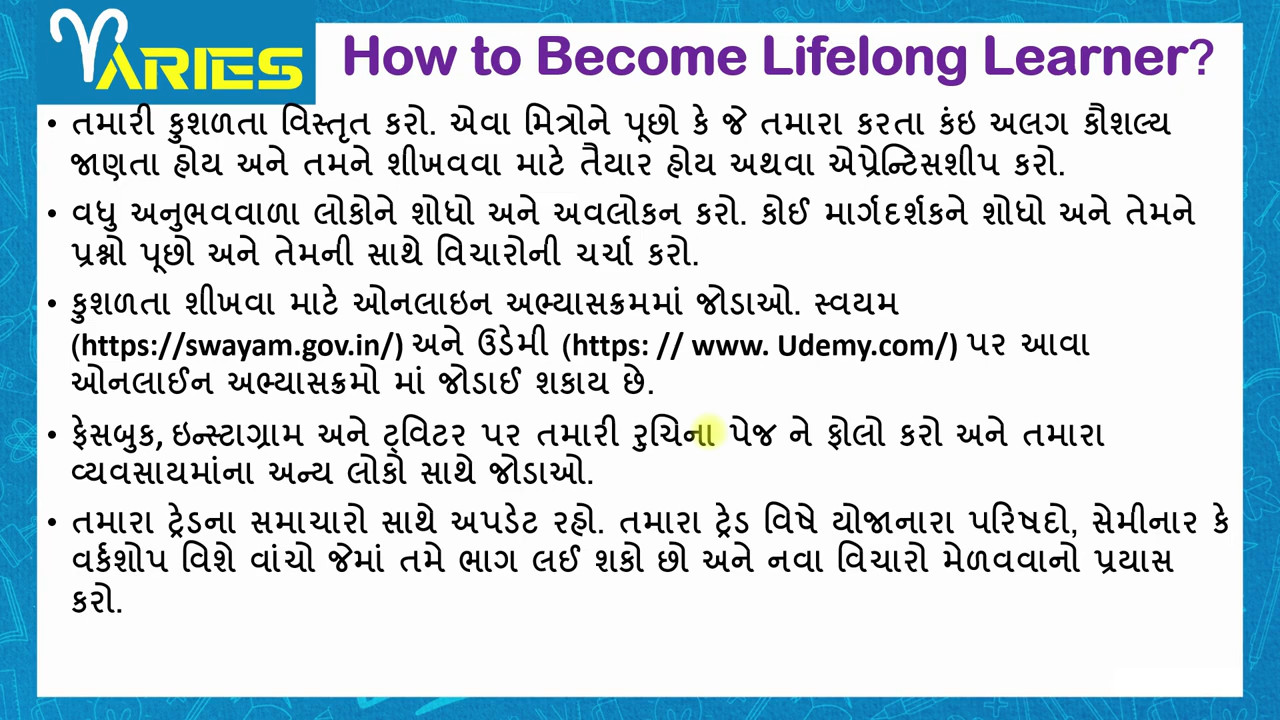 ARIES
How to Become Lifelong Learner?
• તમારી કુશળતા વિસ્તૃત કરો. એવા મિત્રોને પૂછો કે જે તમારા કરતા કંઇ અલગ કૌશલ્ય
જાણતા હોય અને તમને શીખવવા માટે તૈયાર હોય અથવા એપ્રેન્ટિસશીપ કરો.
• વધુ અનુભવવાળા લોકોને શોધો અને અવલોકન કરો. કોઈ માર્ગદર્શકને શોધો અને તેમને
પ્રશ્નો પૂછો અને તેમની સાથે વિચારોની ચર્ચા કરો.
• કુશળતા શીખવા માટે ઓનલાઇન અભ્યાસક્રમમાં જોડાઓ. સ્વયમ
(https://swayam.gov.in/) અને ઉડેમી (https: // www. Udemy.com/) પર આવા
ઓનલાઈન અભ્યાસક્રમો માં જોડાઈ શકાય છે.
• ફેસબુક, ઇન્સ્ટાગ્રામ અને ટ્વિટર પર તમારી રુચિના પેજ ને ફોલો કરો અને તમારા
વ્યવસાયમાંના અન્ય લોકો સાથે જોડાઓ.
• તમારા ટ્રેડના સમાચારો સાથે અપડેટ રહો. તમારા ટ્રેડ વિષે યોજાનારા પરિષદો, સેમીનાર કે
વર્કશોપ વિશે વાંચો જેમાં તમે ભાગ લઈ શકો છો અને નવા વિચારો મેળવવાનો પ્રયાસ
કરો.